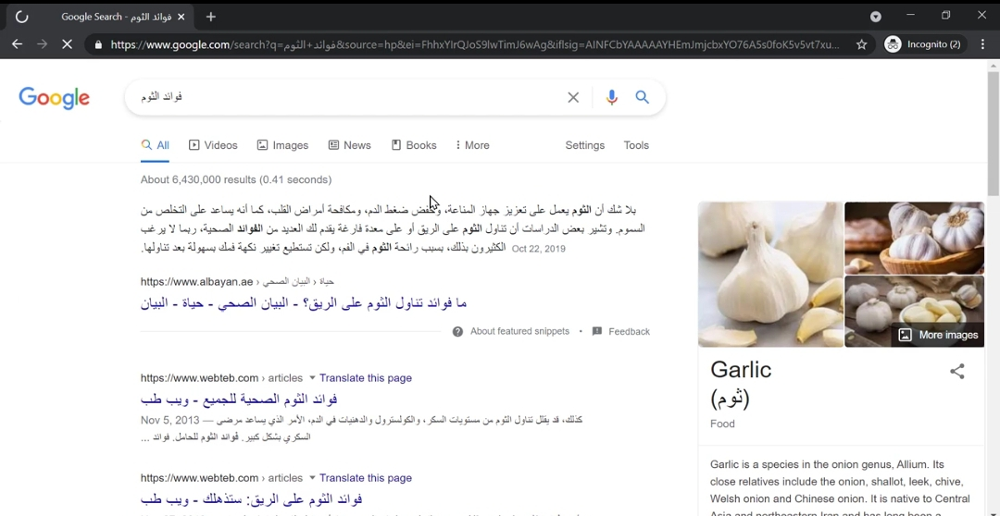 Google Search - فوائد الثوم
https://www.google.com/search?q=فوائد+الثوم&source=hp&ei=FhhxYIrQJoS9lwTimJ6wAg&iflsig=AINFCbYAAAAAYHEmJmjcbxYO76A5s0foK5v5vt7xu...
Incognito (2)
Google
فوائد الثوم
All
Videos
Images
News
Books
More
Settings
Tools
About 6,430,000 results (0.41 seconds)
بلا شك أن الثوم يعمل على تعزيز جهاز المناعة، وخفض ضغط الدم، ومكافحة أمراض القلب، كما أنه يساعد على التخلص من
السموم. وتشير بعض الدراسات أن تناول الثوم على الريق أو على معدة فارغة يقدم لك العديد من الفوائد الصحية، ربما لا يرغب
الكثيرون بذلك، بسبب رائحة الثوم في الفم، ولكن تستطيع تغيير نكهة فمك بسهولة بعد تناولها. Oct 22, 2019
https://www.albayan.ae › حياة › البيان الصحي
ما فوائد تناول الثوم على الريق؟ - البيان الصحي - حياة - البيان
About featured snippets • Feedback
https://www.webteb.com › articles Translate this page
فوائد الثوم الصحية للجميع - ويب طب
Nov 5, 2013 — كذلك، قد يقلل تناول الثوم من مستويات السكر، والكولسترول والدهنيات في الدم، الأمر الذي يساعد مرضى
السكري بشكل كبير. فوائد الثوم للحامل. فوائد ...
https://www.webteb.com › articles Translate this page
فوائد الثوم على الريق: ستذهلك - ويب طب
More images
Garlic
(ثوم)
Food
Garlic is a species in the onion genus, Allium. Its
close relatives include the onion, shallot, leek, chive,
Welsh onion and Chinese onion. It is native to Central
Asia and northeastern Iran and has long been a